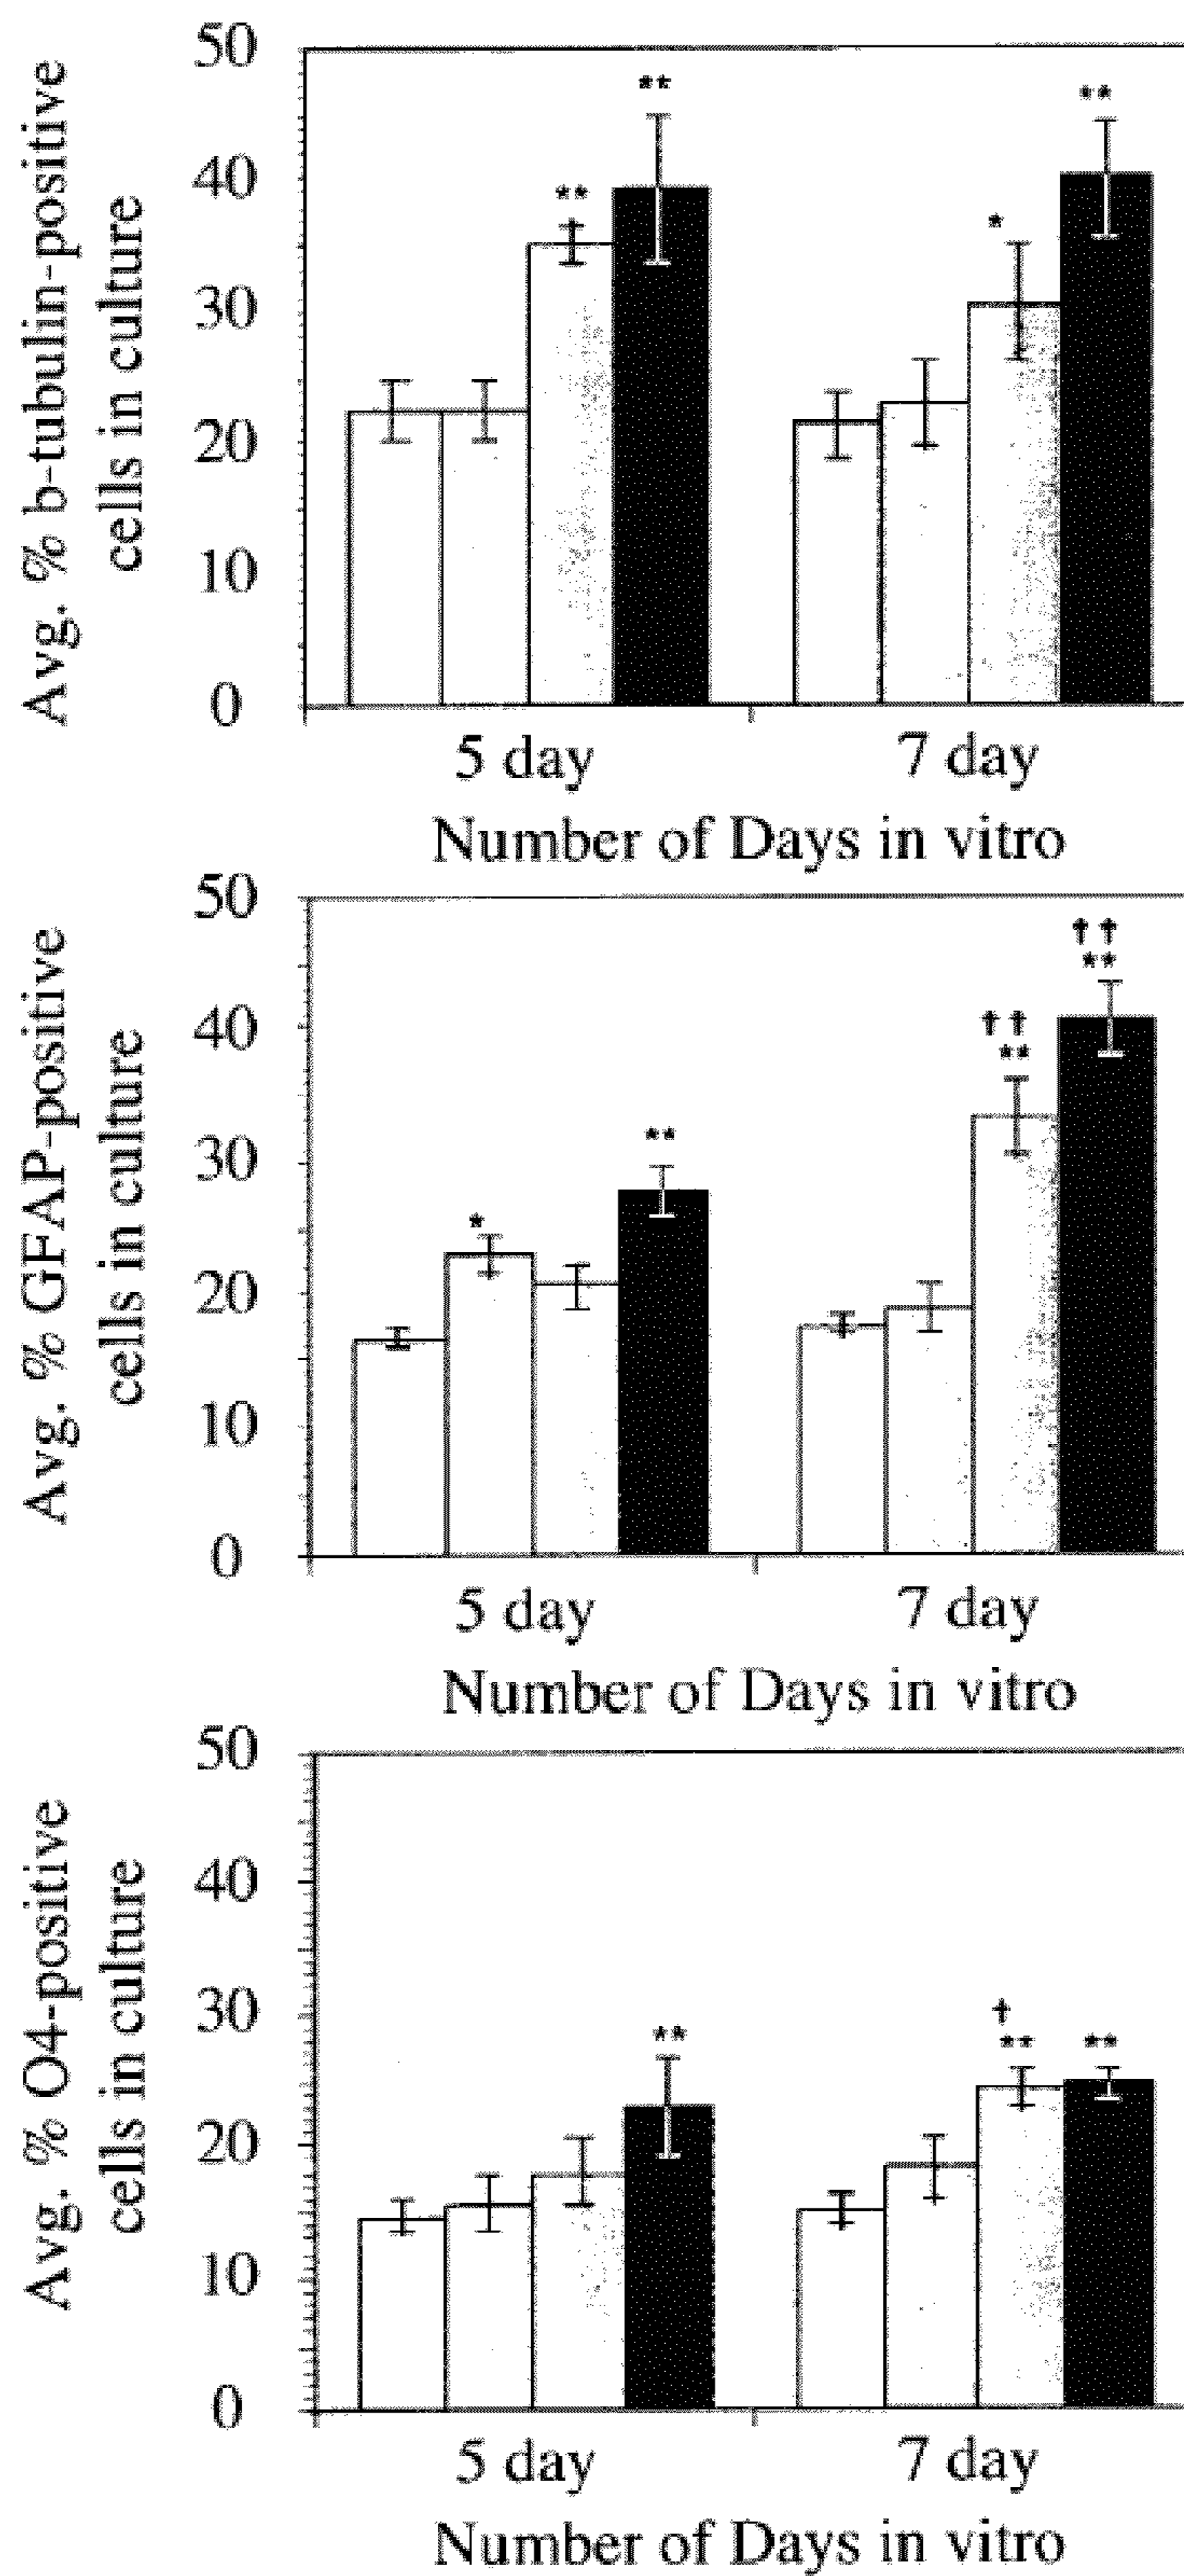 Avg. % b-tubulin-positive
cells in culture
50
40
30
20
10
0
**
**
*
**
5 day 7 day
Number of Days in vitro
Avg. % GFAP-positive
cells in culture
50
40
30
20
10
0
*
**
††
**
††
**
5 day 7 day
Number of Days in vitro
Avg. % O4-positive
cells in culture
50
40
30
20
10
0
**
†
**
**
5 day 7 day
Number of Days in vitro